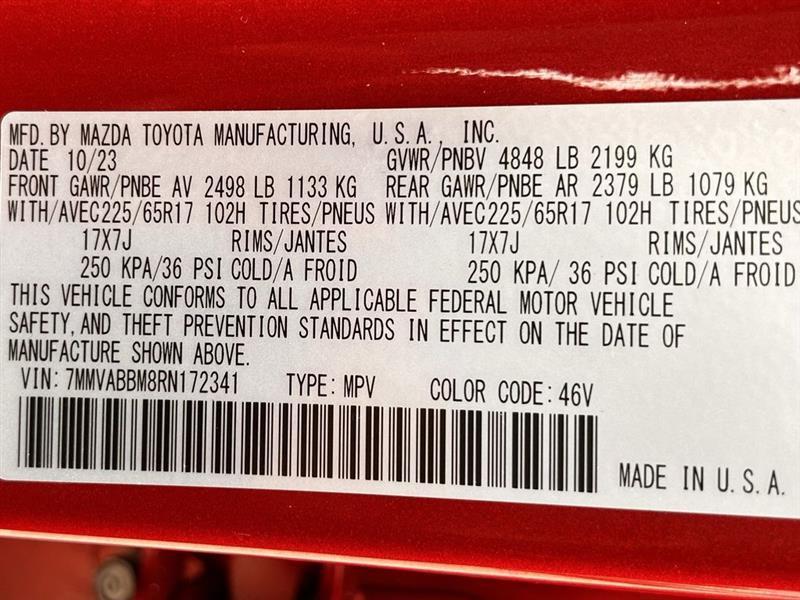 MFD. BY MAZDA TOYOTA MANUFACTURING, U.S.A., INC.
DATE 10/23 GVWR/PNBV 4848 LB 2199 KG
FRONT GAWR/PNBE AV 2498 LB 1133 KG REAR GAWR/PNBE AR 2379 LB 1079 KG
WITH/AVEC225/65R17 102H TIRES/PNEUS WITH/AVEC225/65R17 102H TIRES/PNEUS
17X7J RIMS/JANTES 17X7J RIMS/JANTES
250 KPA/36 PSI COLD/A FROID 250 KPA/ 36 PSI COLD/A FROID
THIS VEHICLE CONFORMS TO ALL APPLICABLE FEDERAL MOTOR VEHICLE
SAFETY, AND THEFT PREVENTION STANDARDS IN EFFECT ON THE DATE OF
MANUFACTURE SHOWN ABOVE.
VIN: 7MMVABBM8RN172341 TYPE: MPV COLOR CODE: 46V
MADE IN U.S.A.